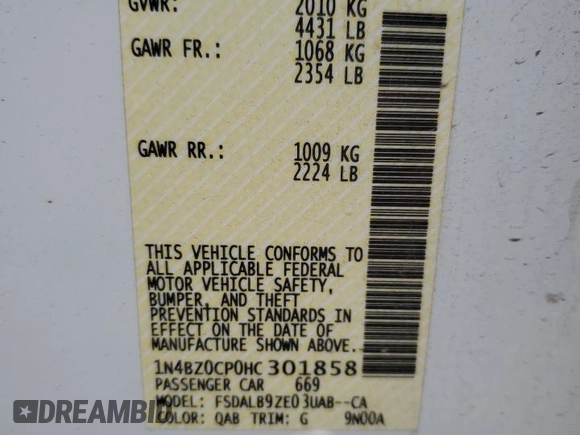 GVWR: 2010 KG
4431 LB
GAWR FR.: 1068 KG
2354 LB
GAWR RR.: 1009 KG
2224 LB
THIS VEHICLE CONFORMS TO
ALL APPLICABLE FEDERAL
MOTOR VEHICLE SAFETY,
BUMPER, AND THEFT
PREVENTION STANDARDS IN
EFFECT ON THE DATE OF
MANUFACTURE SHOWN ABOVE.
1N4BZ0CP0HC301858
PASSENGER CAR 669
MODEL: FSDALB9ZEO3UAB--CA
COLOR: QAB TRIM: G 9N00A
DREAMBID